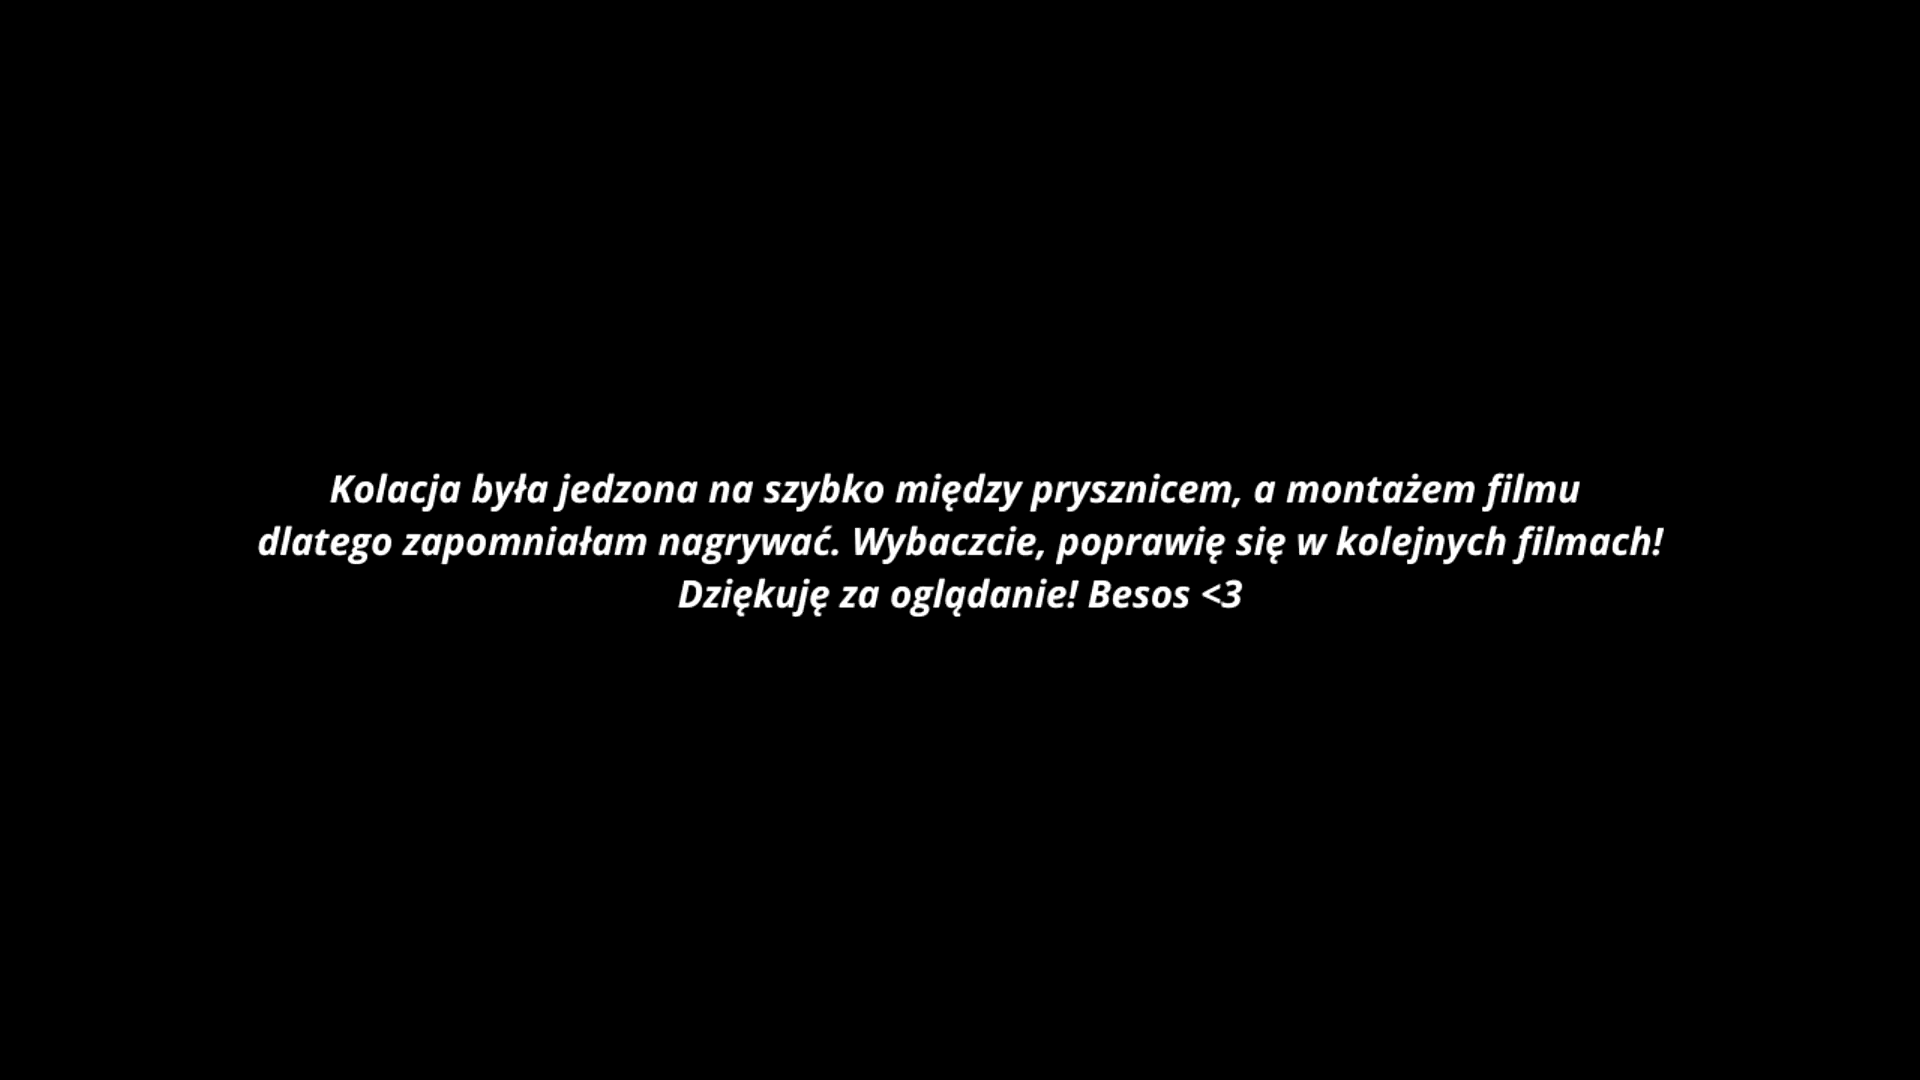 Kolacja była jedzona na szybko między prysznicem, a montażem filmu
dlatego zapomniałam nagrywać. Wybaczcie, poprawię się w kolejnych filmach!
Dziękuję za oglądanie! Besos <3